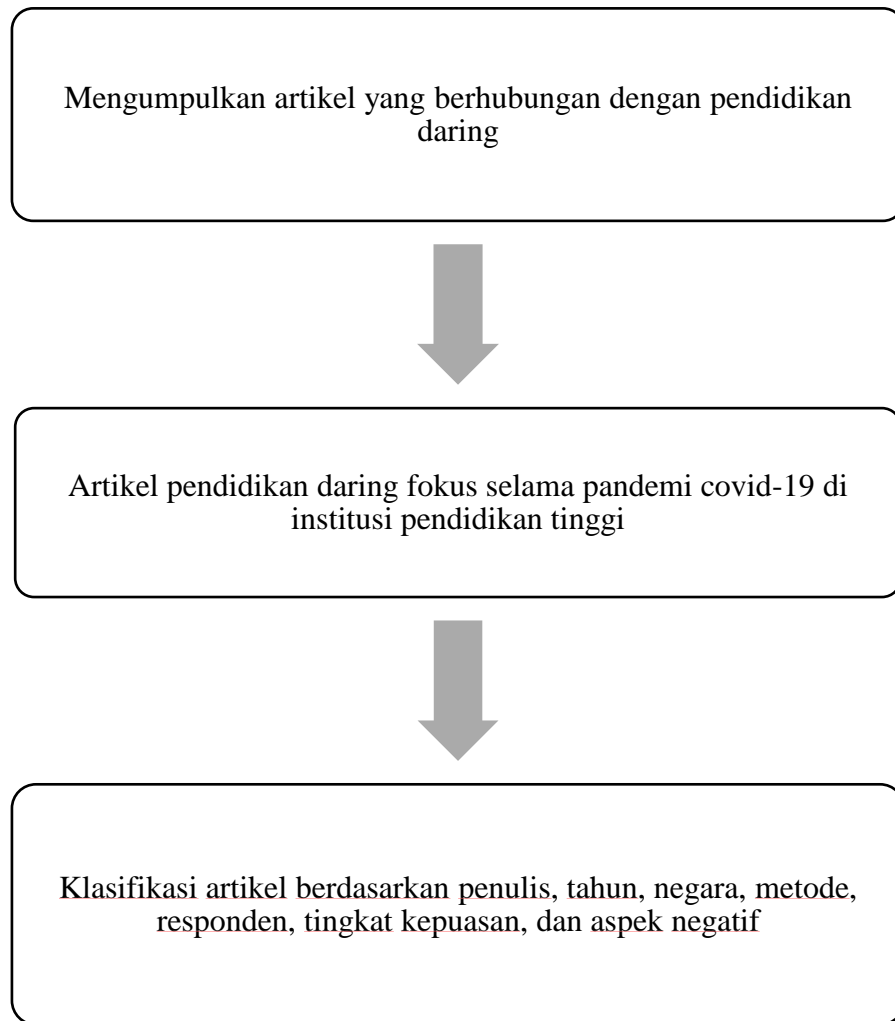 Mengumpulkan artikel yang berhubungan dengan pendidikan
daring
Artikel pendidikan daring fokus selama pandemi covid-19 di
institusi pendidikan tinggi
Klasifikasi artikel berdasarkan penulis, tahun, negara, metode,
responden, tingkat kepuasan, dan aspek negatif